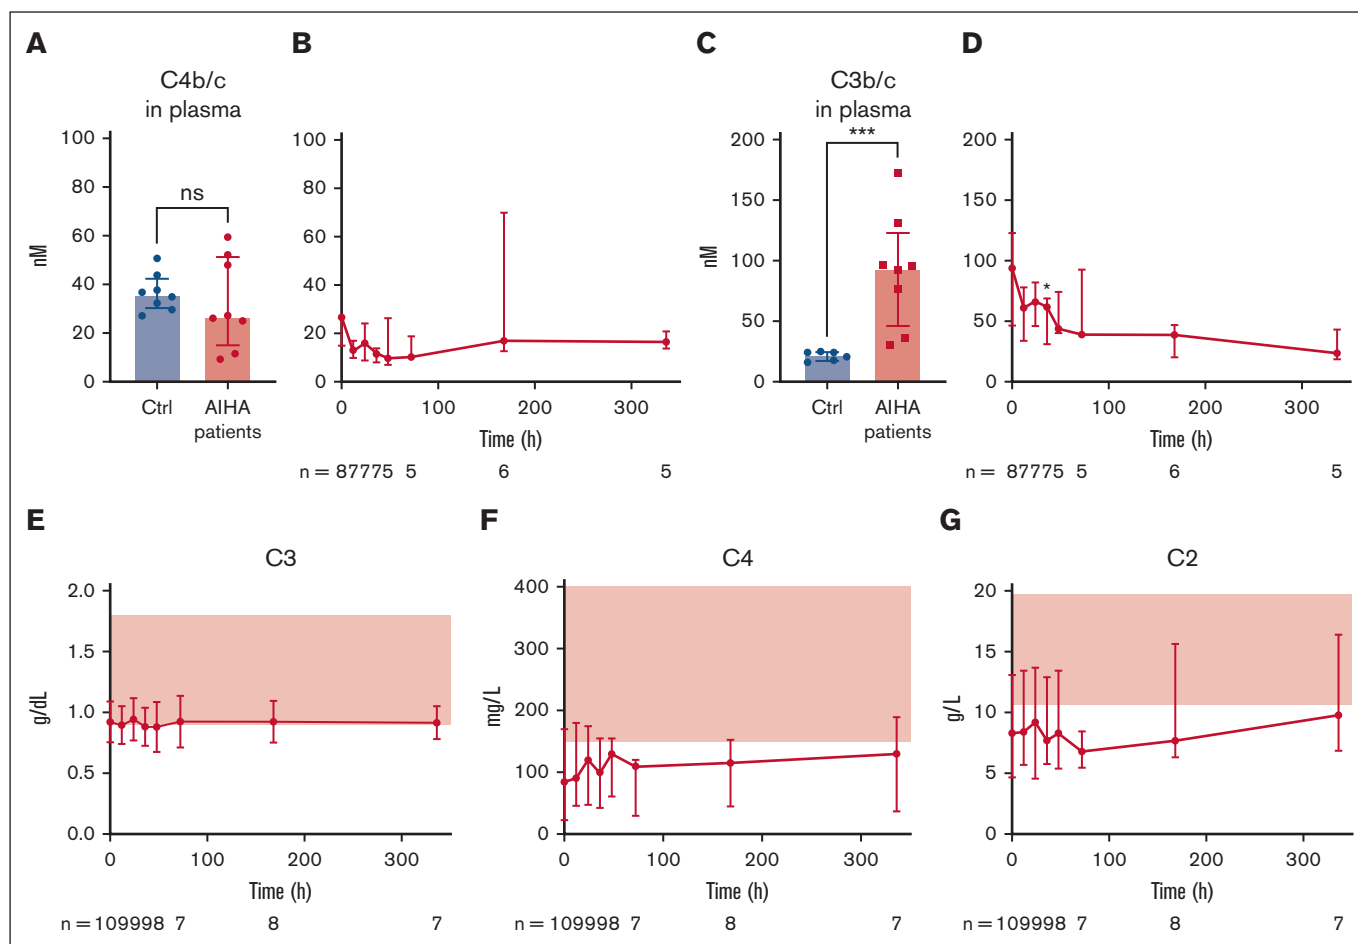 A
C4b/c
in plasma
100
80
60
40
20
0
nM
ns
Ctrl
AIHA
patients
B
100
80
60
40
20
0
0
100
200
300
Time (h)
n = 87775 5 6 5
C
C3b/c
in plasma
200
150
100
50
0
nM
***
Ctrl
AIHA
patients
D
200
150
100
50
0
*
0
100
200
300
Time (h)
n = 87775 5 6 5
E
C3
2.0
1.5
1.0
0.5
0.0
g/dL
0
100
200
300
Time (h)
n = 109998 7 8 7
F
C4
400
300
200
100
0
mg/L
0
100
200
300
Time (h)
n = 109998 7 8 7
G
C2
20
15
10
5
0
g/L
0
100
200
300
Time (h)
n = 109998 7 8 7